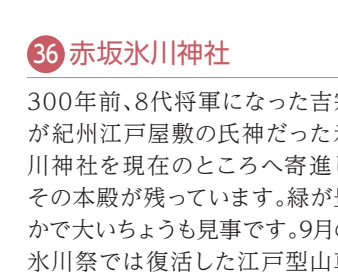 36 赤坂氷川神社
300年前、8代将軍になった吉
が紀州江戸屋敷の氏神だった
川神社を現在のところへ寄進
その本殿が残っています。緑が
かで大いちょうも見事です。9月
氷川祭では復活した江戸型山